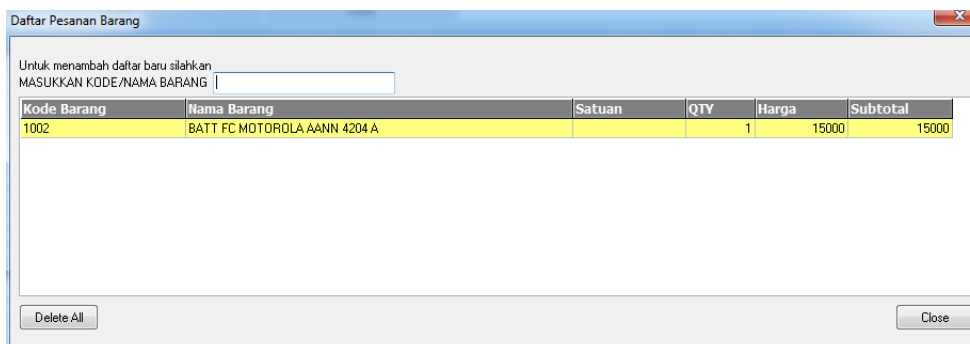 Daftar Pesanan Barang
Untuk menambah daftar baru silahkan
MASUKKAN KODE/NAMA BARANG
Kode Barang Nama Barang Satuan QTY Harga Subtotal
1002 BATT FC MOTOROLA AANN 4204 A 1 15000 15000
Delete All Close